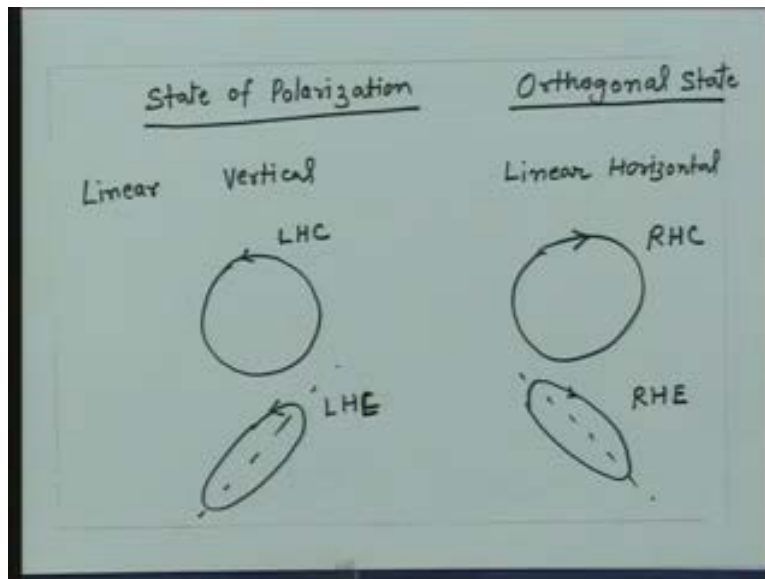 State of Polarization Orthogonal State
Linear Vertical Linear Horizontal
LHC RHC
LHE RHE